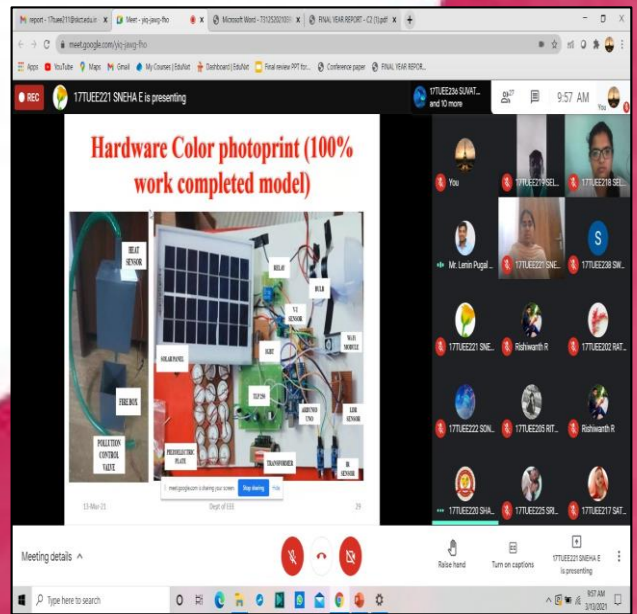 report - 17tuee211@skct.edu.in
Meet - yiq-jawg-fho
Microsoft Word - 731252021089
FINAL YEAR REPORT - C2 (1).pdf
meet.google.com/yiq-jawg-fho
Apps
YouTube
Maps
Gmail
My Courses | EduNxt
Dashboard | EduNxt
Final review PPT for...
Conference paper
FINAL YEAR REPOR...
REC
17TUEE221 SNEHA E is presenting
17TUEE236 SUVAT...
and 10 more
27
9:57 AM
You
Hardware Color photoprint (100%
work completed model)
HEAT
SENSOR
FIRE BOX
POLLUTION
CONTROL
VALVE
SOLAR PANEL
RELAY
BULB
V-I
SENSOR
IGBT
WI-FI
MODULE
TLP250
ARDUINO
UNO
LDR
SENSOR
PIEZOELECTRIC
PLATE
TRANSFORMER
IR
SENSOR
meet.google.com is sharing your screen.
Stop sharing
Hide
13-Mar-21
Dept of EEE
29
You
17TUEE219 SEL...
17TUEE218 SEL...
Mr. Lenin Pugal...
17TUEE221 SNE...
S
17TUEE238 SW...
17TUEE221 SNE...
Rishiwanth R
17TUEE202 RAT...
17TUEE222 SON...
17TUEE205 RIT...
Rishiwanth R
17TUEE220 SHA...
17TUEE225 SRI...
17TUEE217 SAT...
Meeting details
Raise hand
Turn on captions
17TUEE221 SNEHA E
is presenting
Type here to search
9:57 AM
3/13/2021